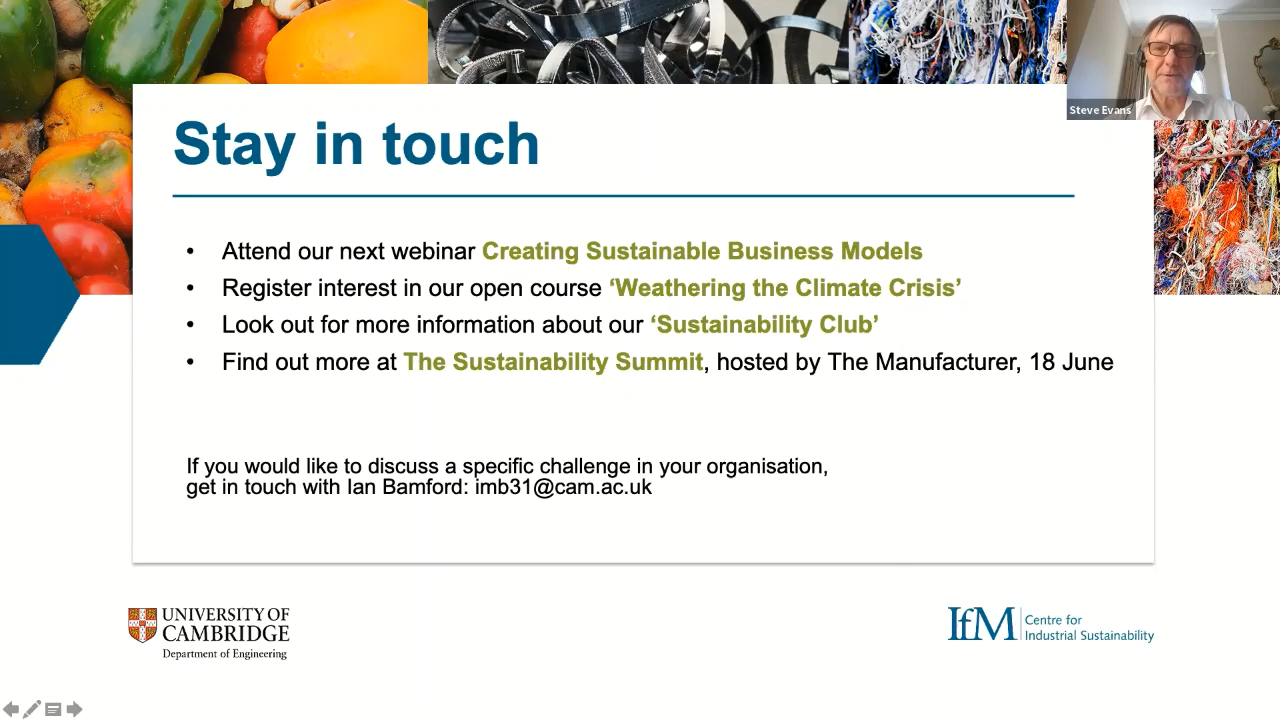 Steve Evans
Stay in touch
• Attend our next webinar Creating Sustainable Business Models
• Register interest in our open course ‘Weathering the Climate Crisis’
• Look out for more information about our ‘Sustainability Club’
• Find out more at The Sustainability Summit, hosted by The Manufacturer, 18 June
If you would like to discuss a specific challenge in your organisation,
get in touch with Ian Bamford: imb31@cam.ac.uk
UNIVERSITY OF
CAMBRIDGE
Department of Engineering
IfM
Centre for
Industrial Sustainability